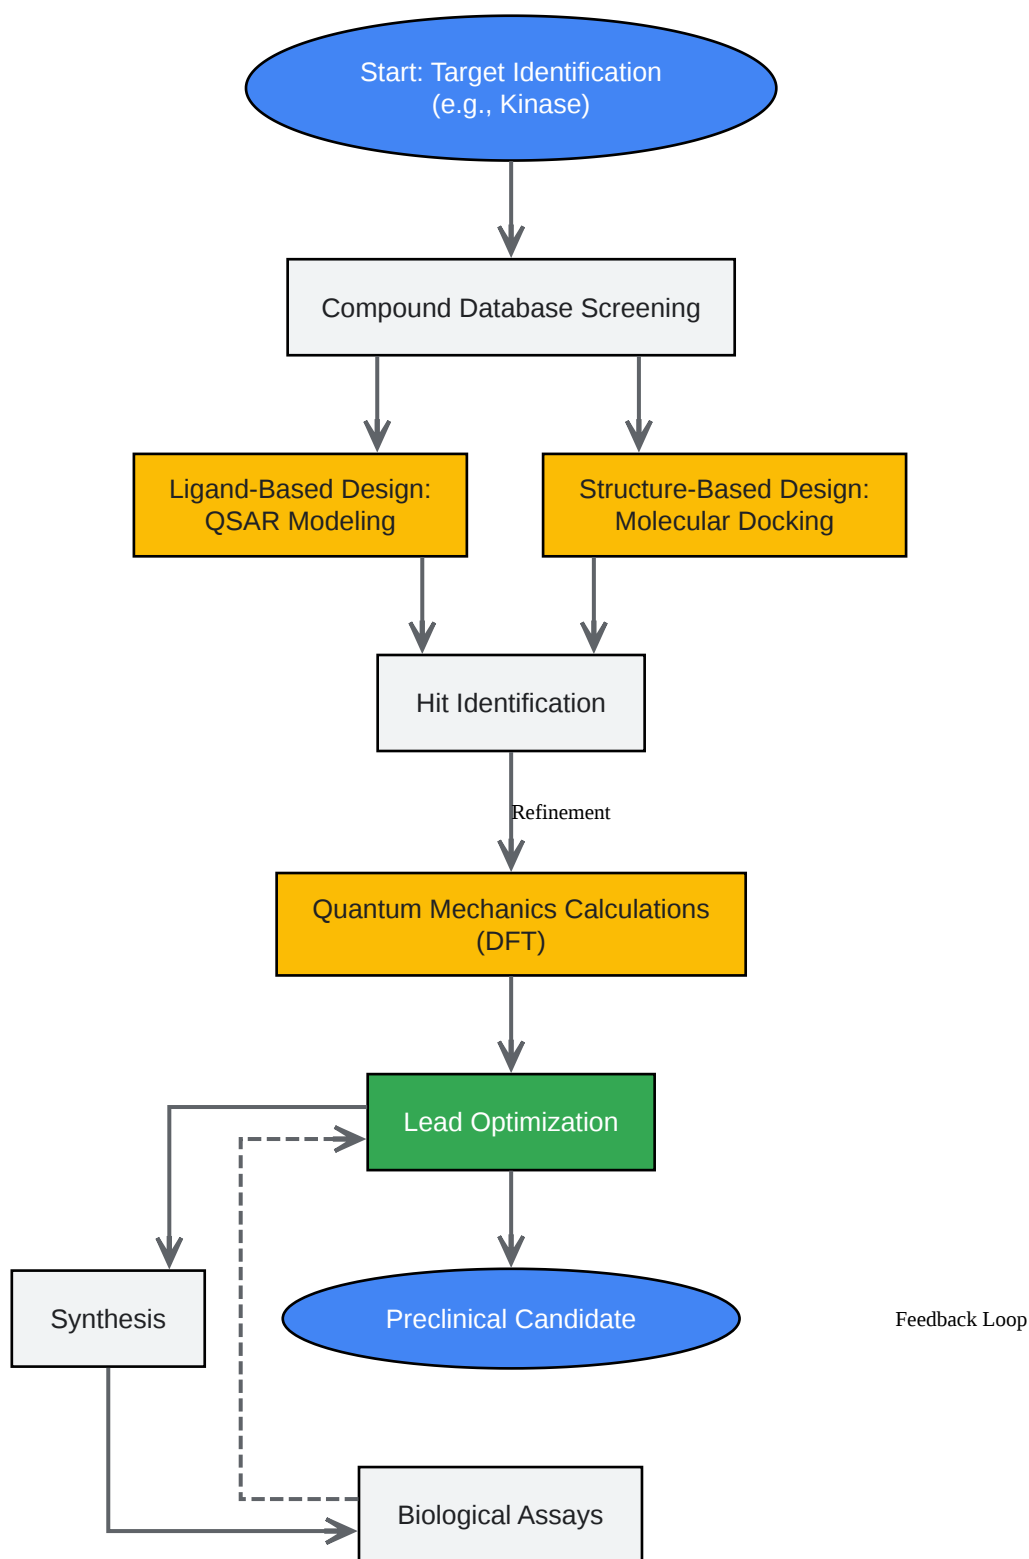 Start: Target Identification
(e.g., Kinase)
Compound Database Screening
Ligand-Based Design:
QSAR Modeling
Structure-Based Design:
Molecular Docking
Hit Identification
Refinement
Quantum Mechanics Calculations
(DFT)
Lead Optimization
Synthesis
Preclinical Candidate
Feedback Loop
Biological Assays